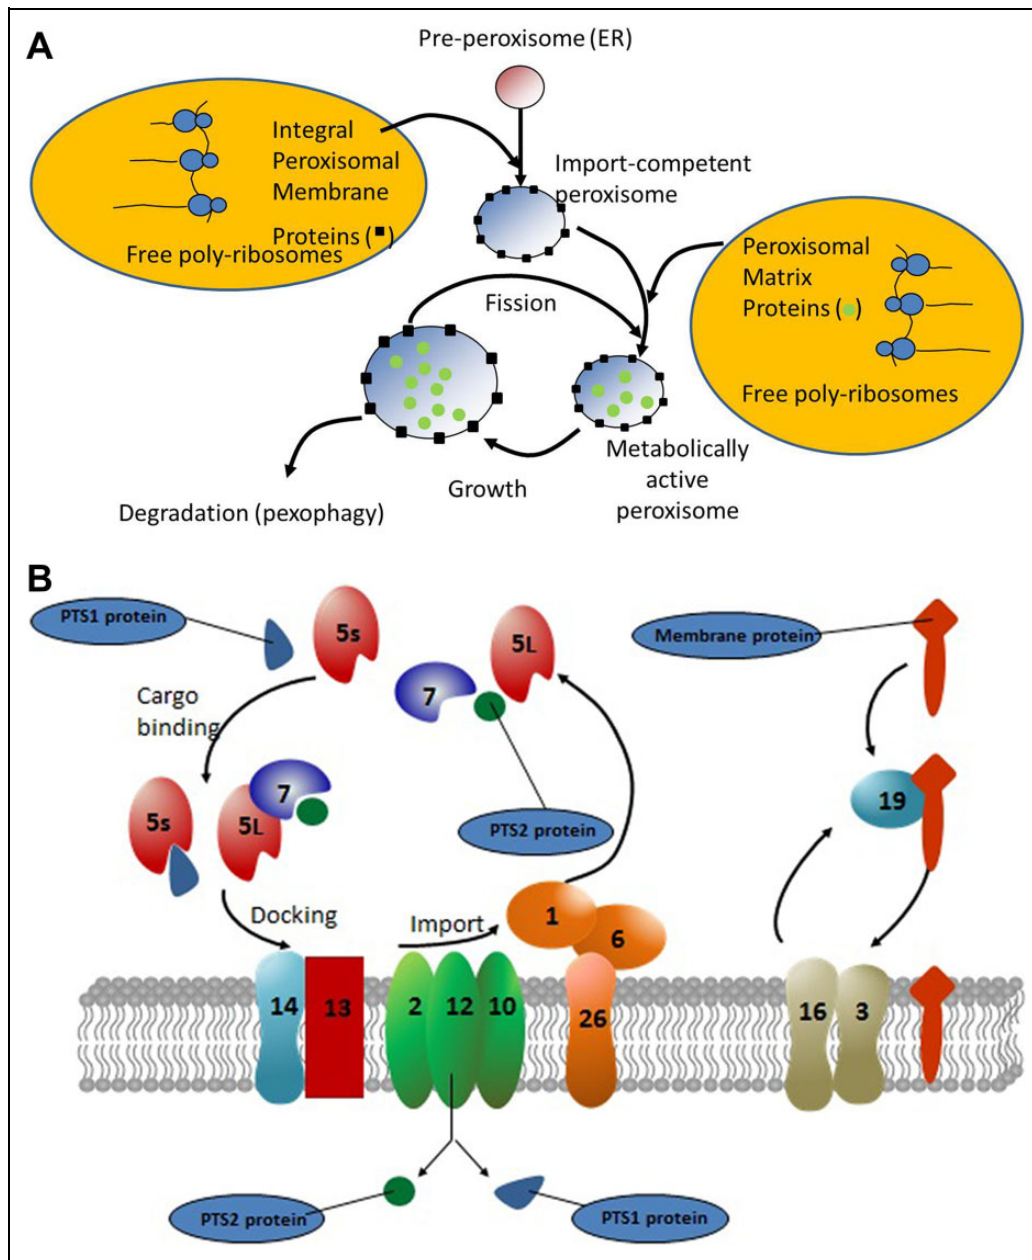 A
Pre-peroxisome (ER)
Integral
Peroxisomal
Membrane
Proteins (■)
Free poly-ribosomes
Import-competent
peroxisome
Peroxisomal
Matrix
Proteins (●)
Free poly-ribosomes
Fission
Metabolically
active
peroxisome
Growth
Degradation (pexophagy)
B
PTS1 protein
5s
5L
7
Membrane protein
Cargo
binding
5s
5L
7
PTS2 protein
19
Docking
Import
1
6
14
13
2
12
10
26
16
3
PTS2 protein
PTS1 protein